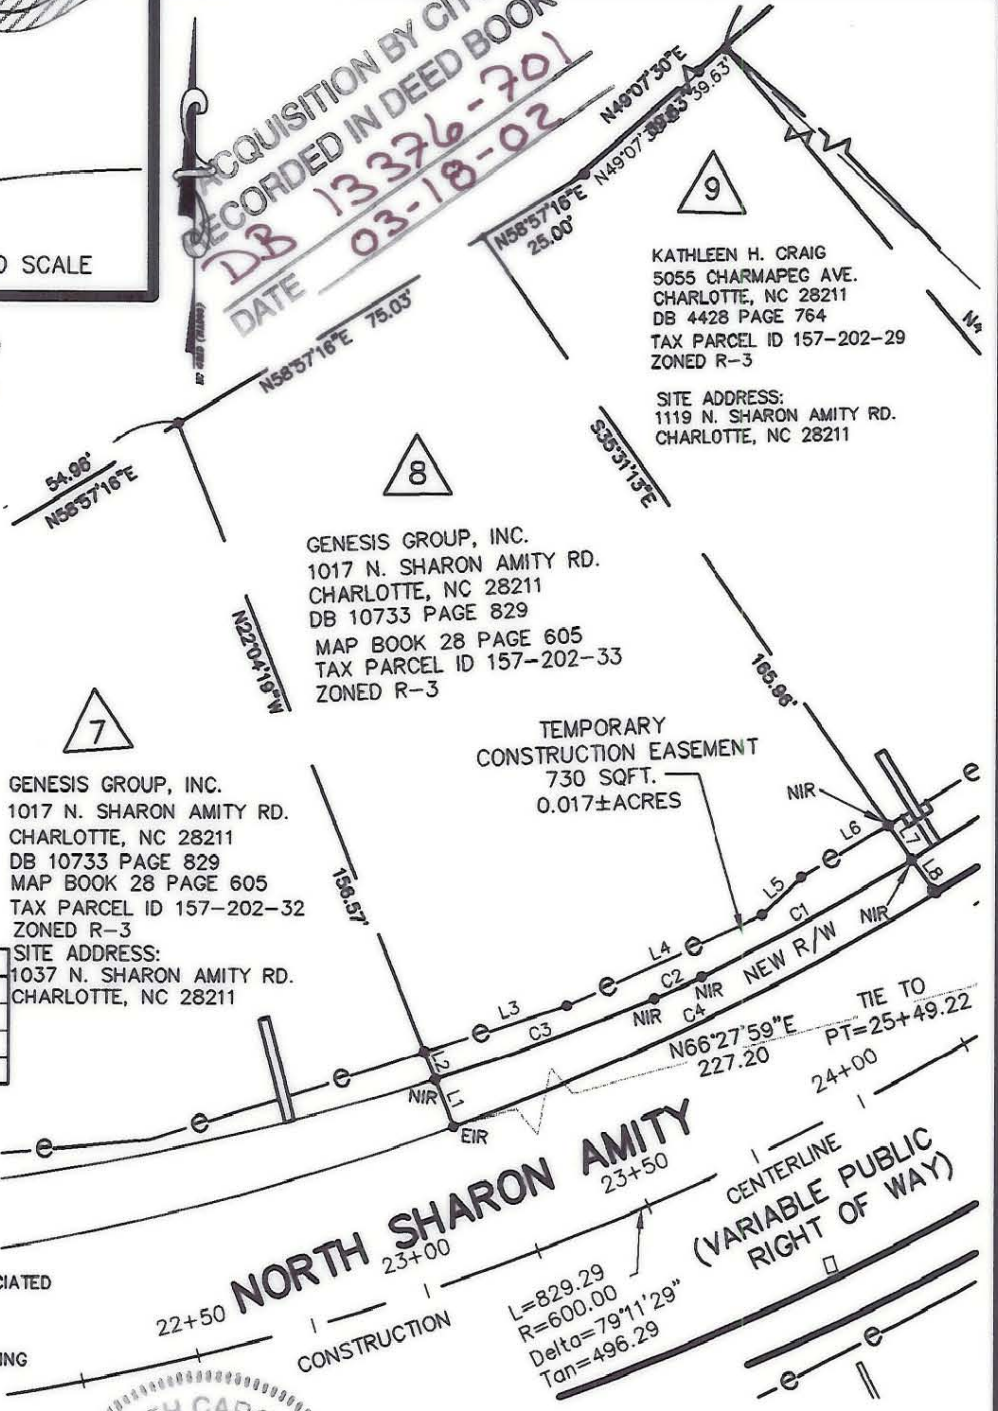 ACQUISITION BY CIT
RECORDED IN DEED BOOK
DB 13376-701
DATE 03-18-02
SCALE
N49°07'30"E
39.63'
N49°07'
N58°57'16"E
25.00'
N58°57'16"E 75.03'
54.96'
N58°57'16"E
9
KATHLEEN H. CRAIG
5055 CHARMAPEG AVE.
CHARLOTTE, NC 28211
DB 4428 PAGE 764
TAX PARCEL ID 157-202-29
ZONED R-3
SITE ADDRESS:
1119 N. SHARON AMITY RD.
CHARLOTTE, NC 28211
S35°31'13"E
165.96'
8
GENESIS GROUP, INC.
1017 N. SHARON AMITY RD.
CHARLOTTE, NC 28211
DB 10733 PAGE 829
MAP BOOK 28 PAGE 605
TAX PARCEL ID 157-202-33
ZONED R-3
N22°04'19"W
156.57'
7
GENESIS GROUP, INC.
1017 N. SHARON AMITY RD.
CHARLOTTE, NC 28211
DB 10733 PAGE 829
MAP BOOK 28 PAGE 605
TAX PARCEL ID 157-202-32
ZONED R-3
SITE ADDRESS:
1037 N. SHARON AMITY RD.
CHARLOTTE, NC 28211
TEMPORARY
CONSTRUCTION EASEMENT
730 SQFT.
0.017±ACRES
NIR
e
L6
L7
L8
e
L5
C1
NIR
L4
e
NEW R/W
C2
NIR
e
L3
C3
NIR
C4
e
L2
NIR
L1
EIR
e
e
e
N66°27'59"E
227.20
TIE TO
PT=25+49.22
24+00
NORTH SHARON AMITY
23+50
23+00
22+50
CENTERLINE
(VARIABLE PUBLIC
RIGHT OF WAY)
CONSTRUCTION
L=829.29
R=600.00
Delta=79°11'29"
Tan=496.29
e
e
CIATED
NG